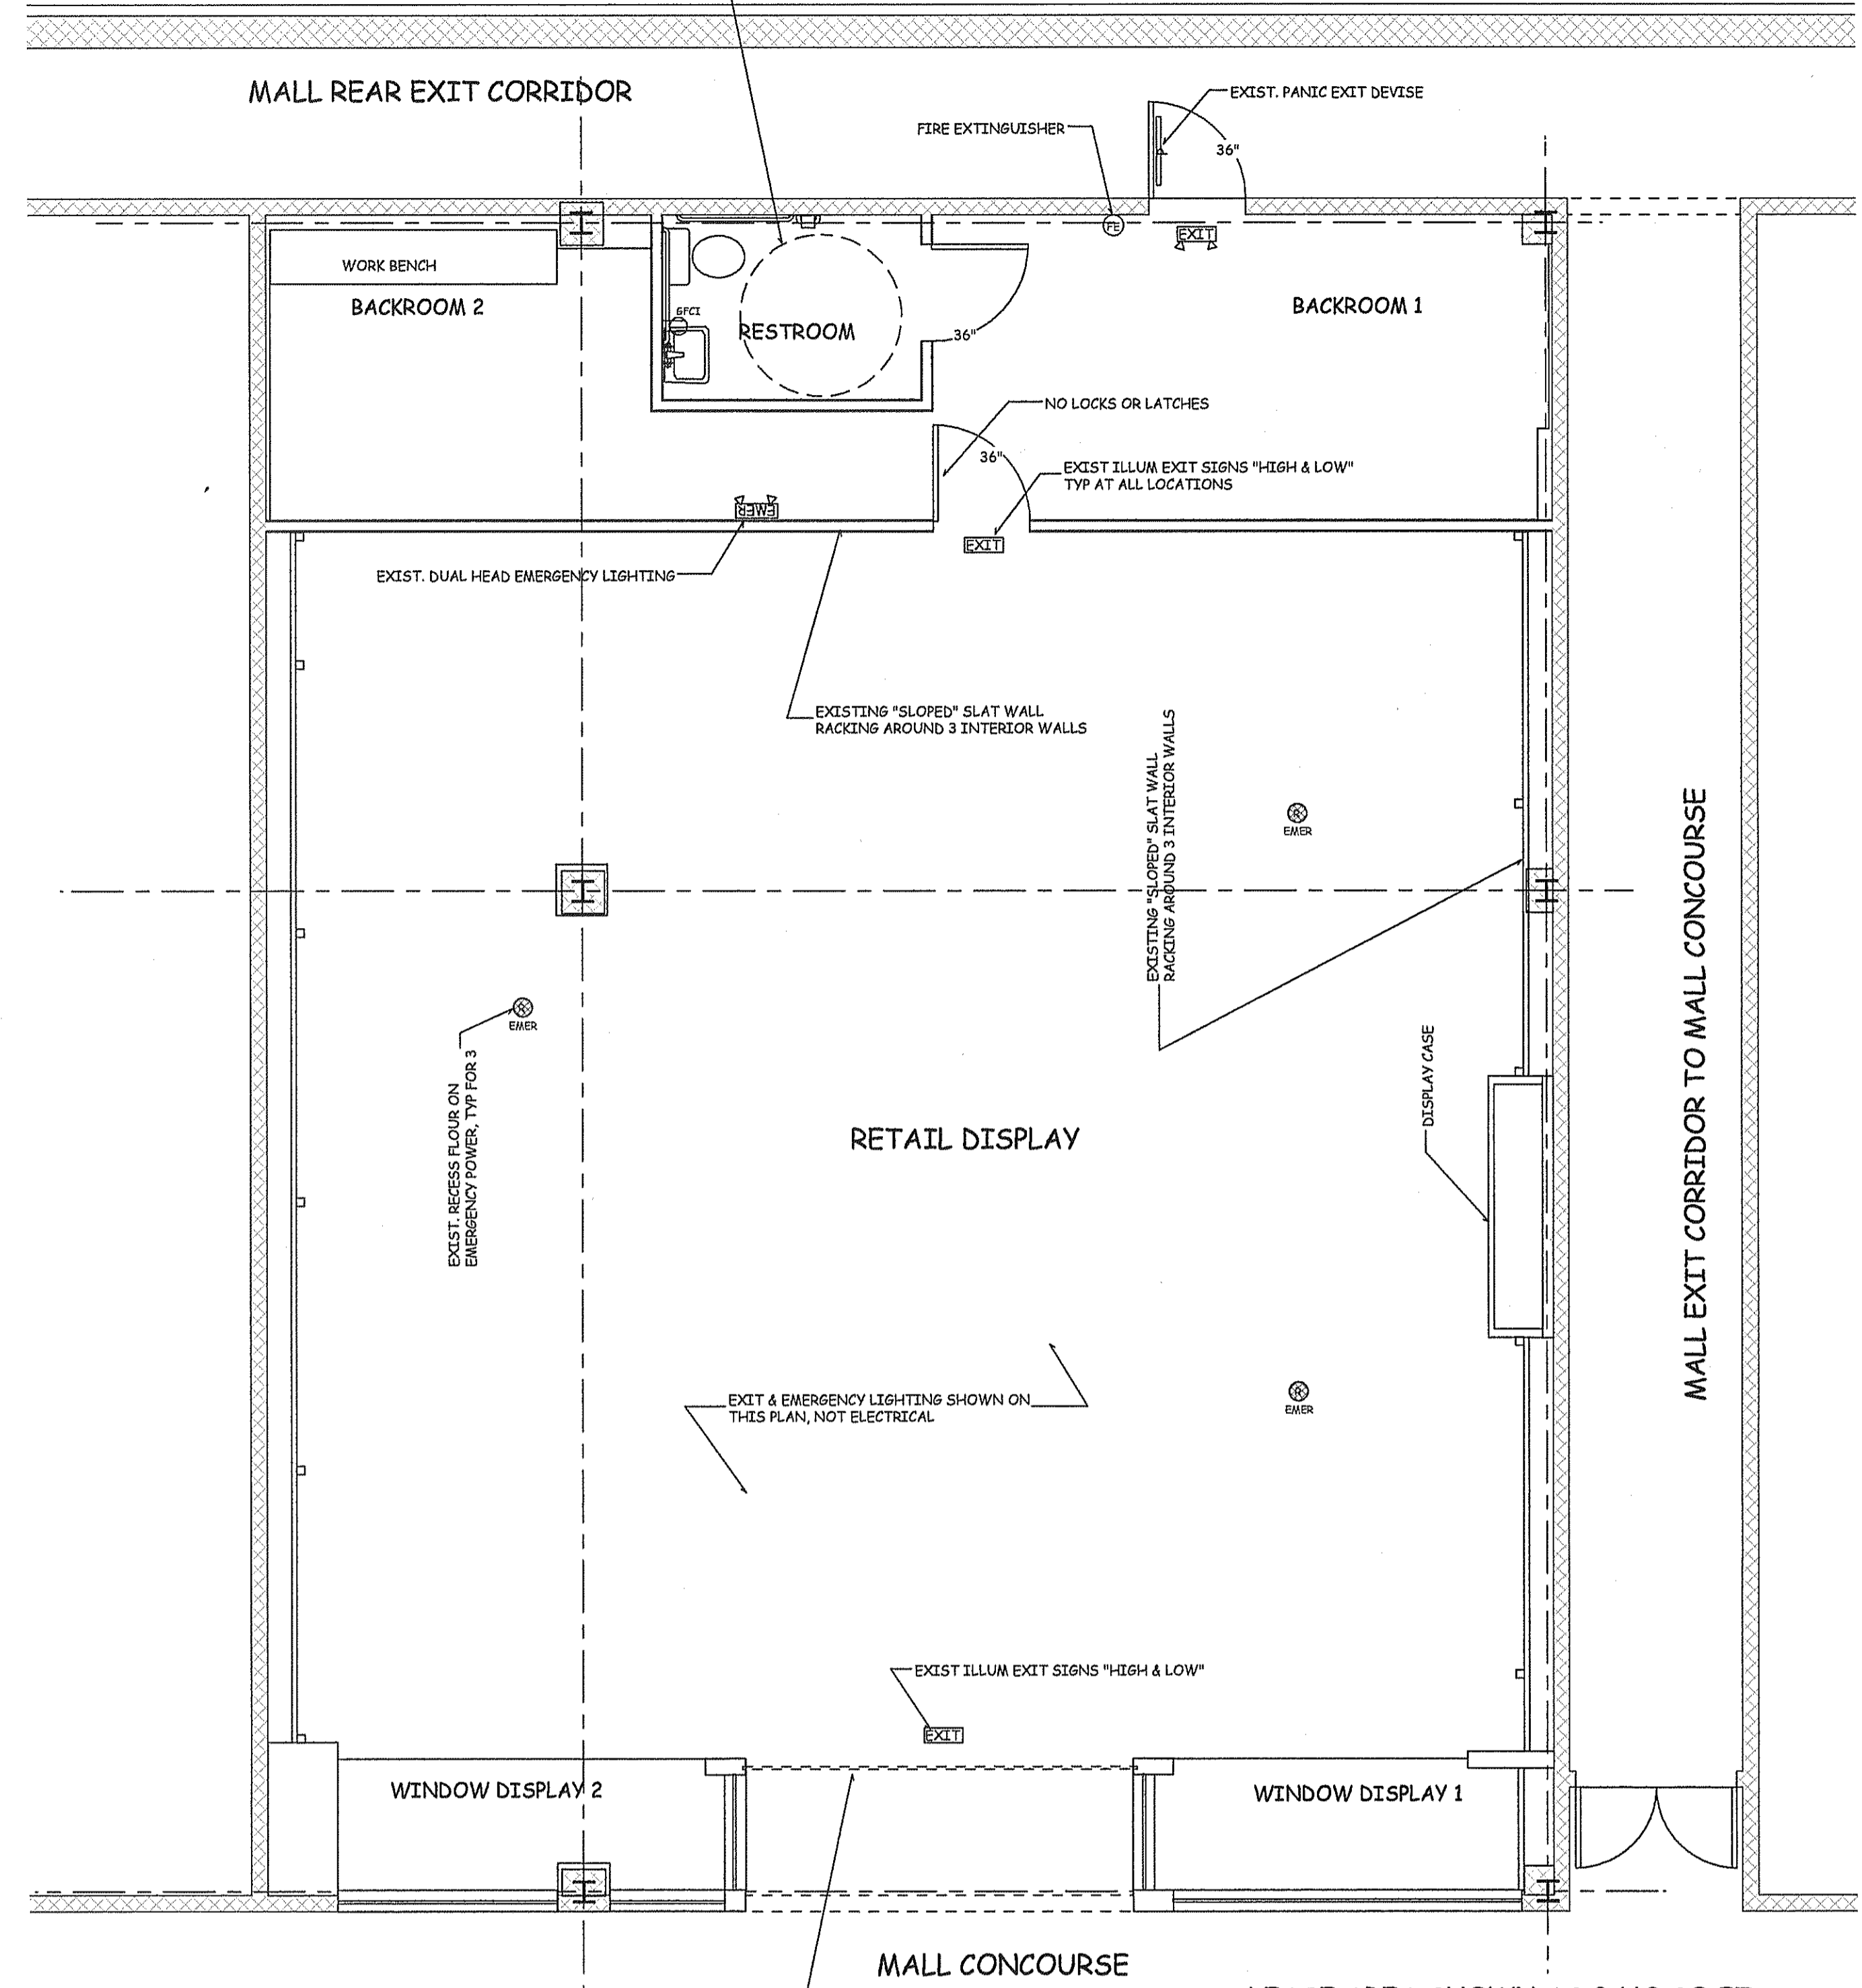 MALL REAR EXIT CORRIDOR
EXIST. PANIC EXIT DEVISE
FIRE EXTINGUISHER
36"
FE
EXIT
WORK BENCH
BACKROOM 2
GFCI
RESTROOM
36"
BACKROOM 1
NO LOCKS OR LATCHES
36"
EXIST ILLUM EXIT SIGNS "HIGH & LOW"
TYP AT ALL LOCATIONS
EMER
EXIT
EXIST. DUAL HEAD EMERGENCY LIGHTING
EXISTING "SLOPED" SLAT WALL
RACKING AROUND 3 INTERIOR WALLS
EXISTING "SLOPED" SLAT WALL
RACKING AROUND 3 INTERIOR WALLS
R
EMER
R
EMER
EXIST. RECESS FLOUR ON
EMERGENCY POWER, TYP FOR 3
DISPLAY CASE
RETAIL DISPLAY
MALL EXIT CORRIDOR TO MALL CONCOURSE
R
EMER
EXIT & EMERGENCY LIGHTING SHOWN ON
THIS PLAN, NOT ELECTRICAL
EXIST ILLUM EXIT SIGNS "HIGH & LOW"
EXIT
WINDOW DISPLAY 2
WINDOW DISPLAY 1
MALL CONCOURSE